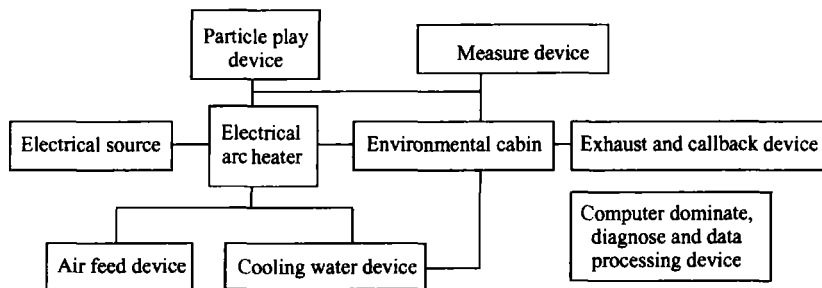 Particle play
device
Measure device
Electrical source
Electrical
arc heater
Environmental cabin
Exhaust and callback device
Air feed device
Cooling water device
Computer dominate,
diagnose and data
processing device